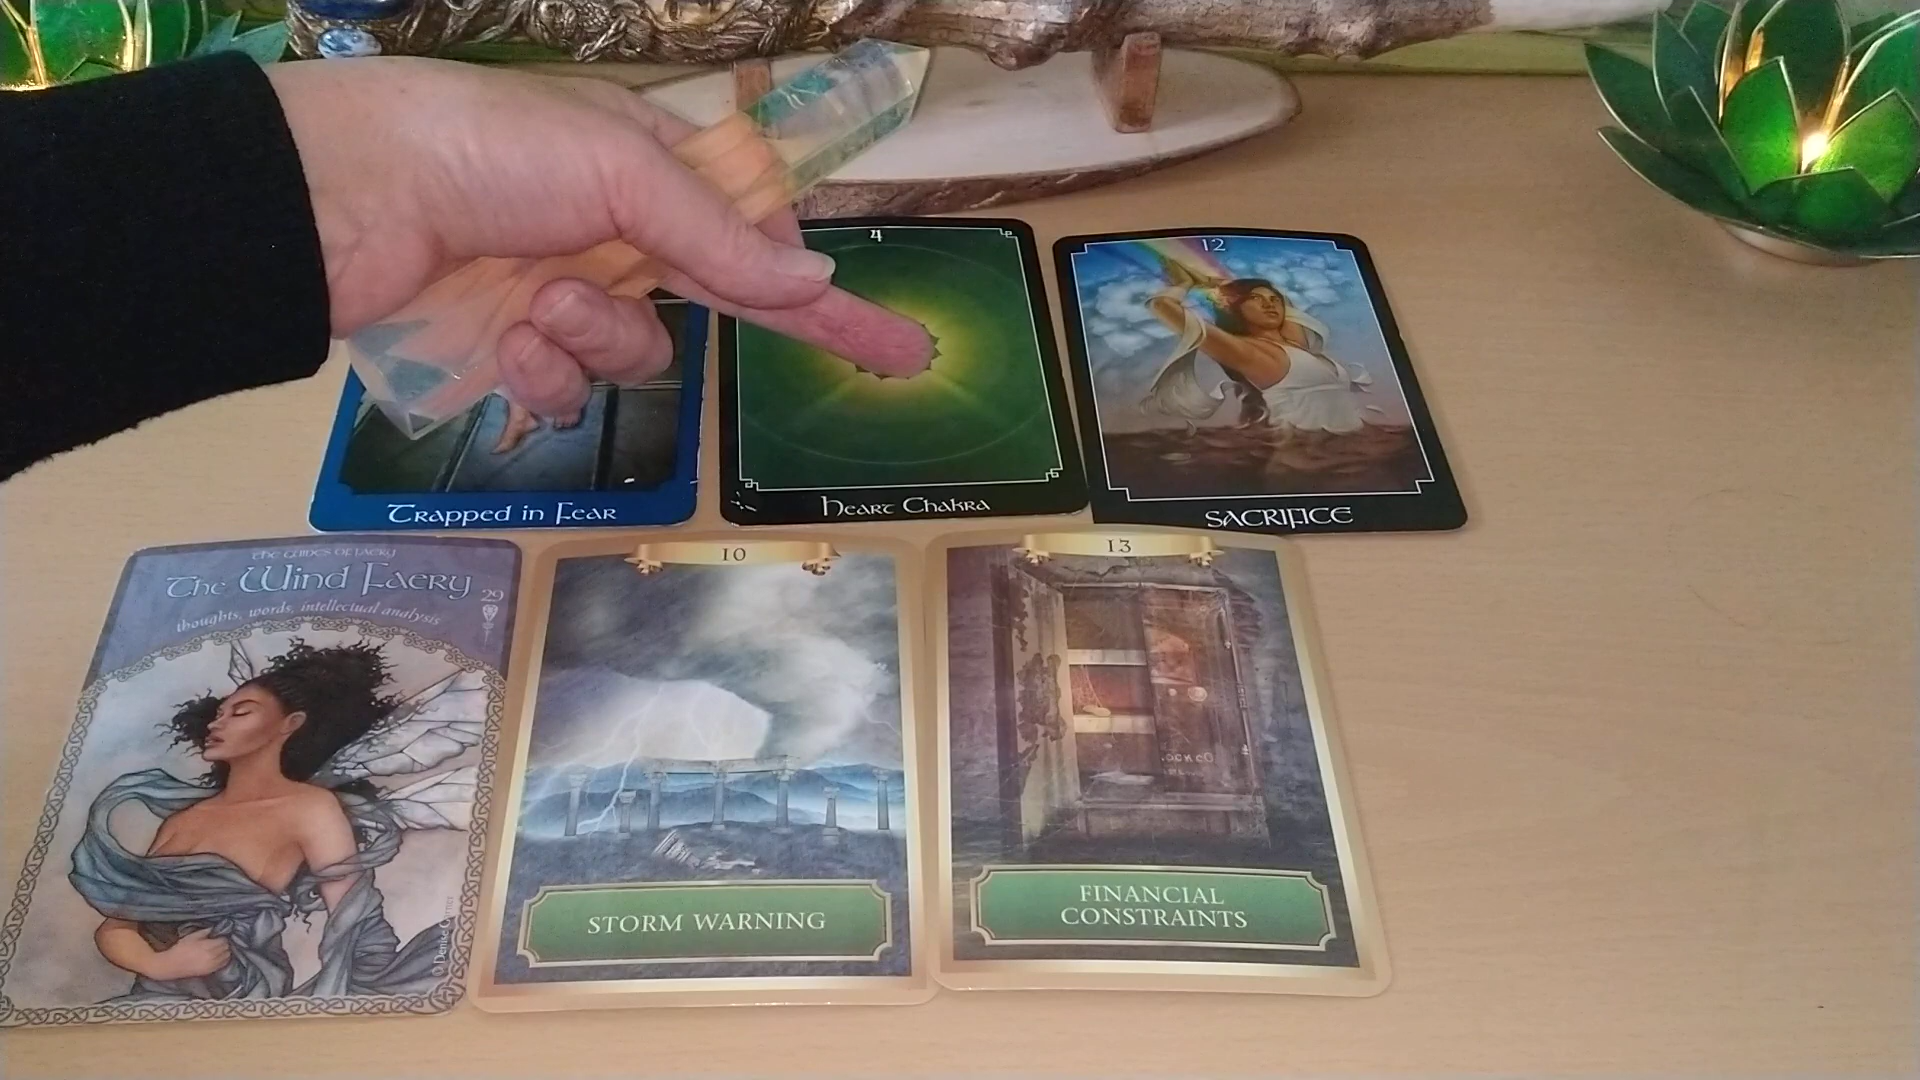 4
Trapped in Fear
Heart Chakra
12
SACRIFICE
THE GUIDES OF FAERY
The Wind Faery
29
thoughts, words, intellectual analysis
10
STORM WARNING
13
FINANCIAL
CONSTRAINTS